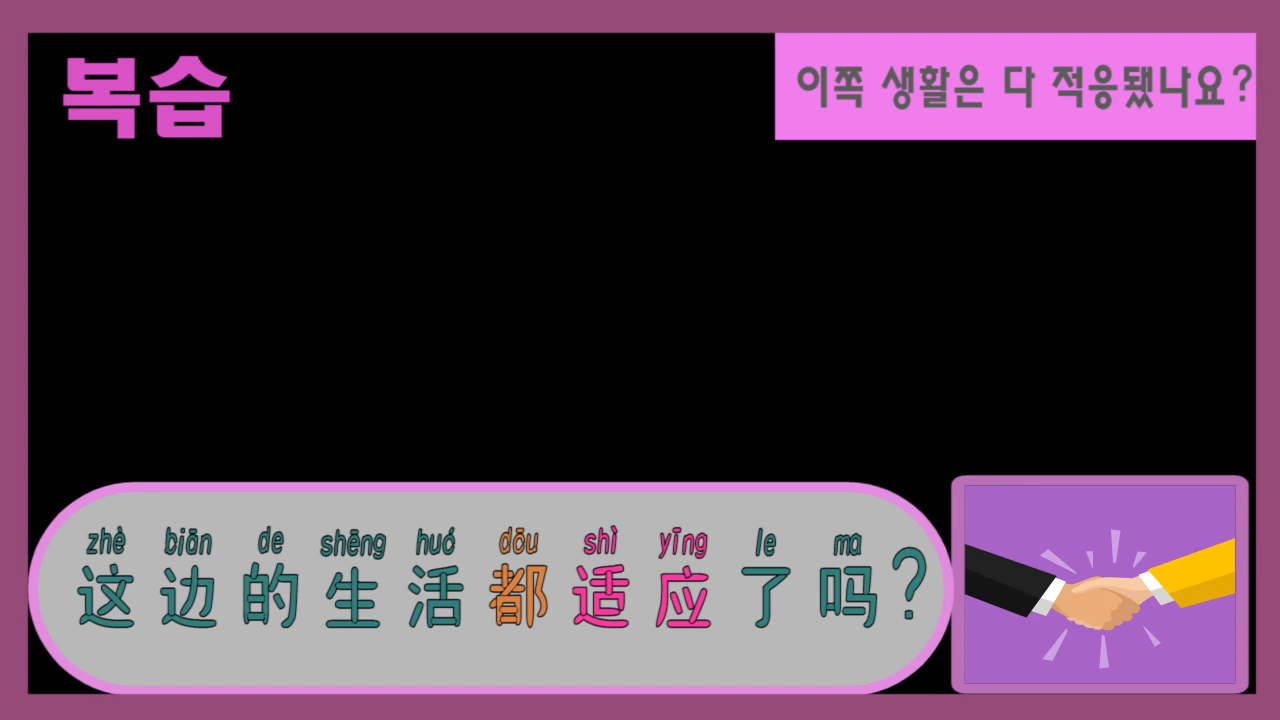 복습
이쪽 생활은 다 적응됐나요?
zhè biān de shēng huó dōu shì yīng le ma
这边的生活都适应了吗?